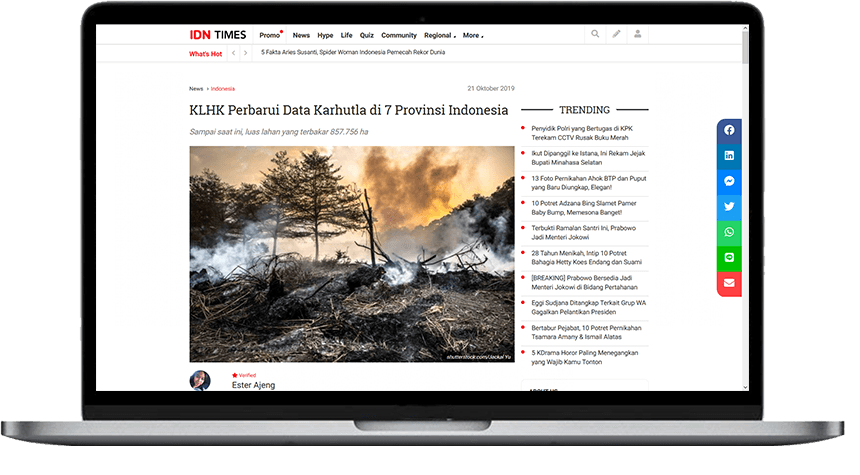 IDN TIMES
Promo News Hype Life Quiz Community Regional More
What's Hot
5 Fakta Aries Susanti, Spider Woman Indonesia Pemecah Rekor Dunia
News > Indonesia
21 Oktober 2019
KLHK Perbarui Data Karhutla di 7 Provinsi Indonesia
Sampai saat ini, luas lahan yang terbakar 857.756 ha
shutterstock.com/Jackal Yu
Verified
Ester Ajeng
TRENDING
Penyidik Polri yang Bertugas di KPK
Terekam CCTV Rusak Buku Merah
Ikut Dipanggil ke Istana, Ini Rekam Jejak
Bupati Minahasa Selatan
13 Foto Pernikahan Ahok BTP dan Puput
yang Baru Diungkap, Elegan!
10 Potret Adzana Bing Slamet Pamer
Baby Bump, Memesona Banget!
Terbukti Ramalan Santri Ini, Prabowo
Jadi Menteri Jokowi
28 Tahun Menikah, Intip 10 Potret
Bahagia Hetty Koes Endang dan Suami
[BREAKING] Prabowo Bersedia Jadi
Menteri Jokowi di Bidang Pertahanan
Eggi Sudjana Ditangkap Terkait Grup WA
Gagalkan Pelantikan Presiden
Bertabur Pejabat, 10 Potret Pernikahan
Tsamara Amany & Ismail Alatas
5 KDrama Horor Paling Menegangkan
yang Wajib Kamu Tonton